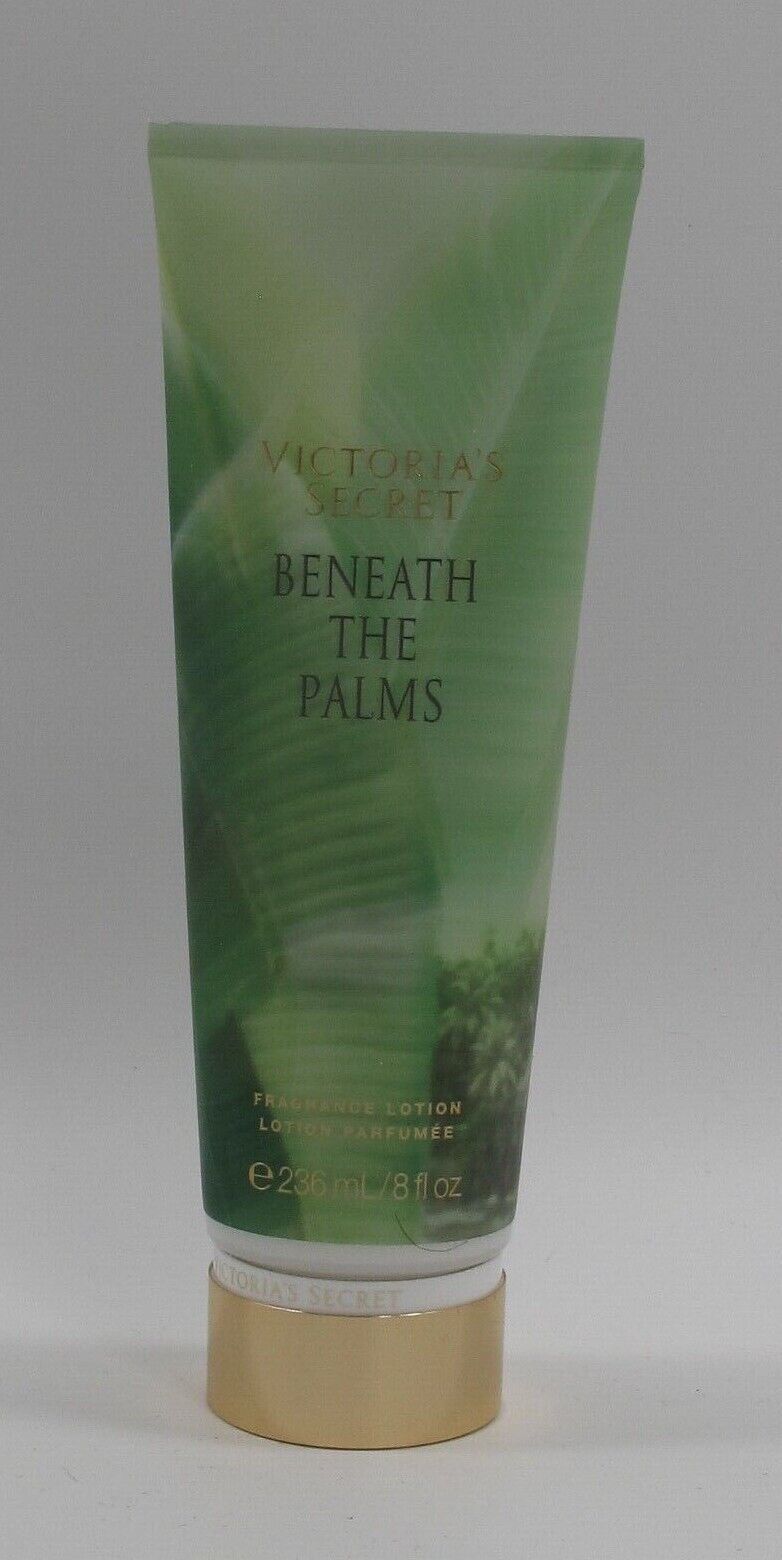 VICTORIA'S
SECRET
BENEATH
THE
PALMS
FRAGRANCE LOTION
LOTION PARFUMÉE
℮236 mL/8 fl oz
VICTORIA'S SECRET